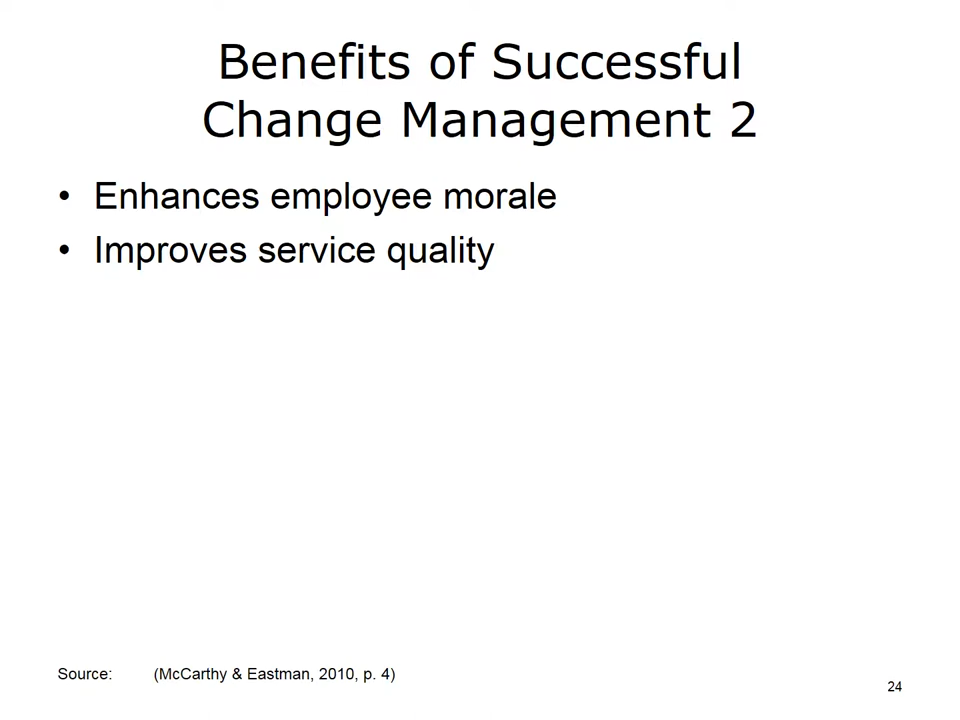 Benefits of Successful
Change Management 2
• Enhances employee morale
• Improves service quality
Source: (McCarthy & Eastman, 2010, p. 4)
24